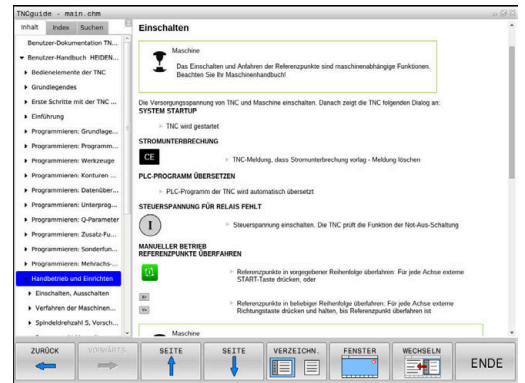 TNCguide - main.chm
Inhalt Index Suchen
Benutzer-Dokumentation TN...
Benutzer-Handbuch HEIDEN...
Bedienelemente der TNC
Grundlegendes
Erste Schritte mit der TNC ...
Einführung
Programmieren: Grundlage...
Programmieren: Programm...
Programmieren: Werkzeuge
Programmieren: Konturen ...
Programmieren: Datenüber...
Programmieren: Unterprog...
Programmieren: Q-Parameter
Programmieren: Zusatz-Fu...
Programmieren: Sonderfun...
Programmieren: Mehrachs-...
Handbetrieb und Einrichten
Einschalten, Ausschalten
Verfahren der Maschinen...
Spindeldrehzahl S, Vorsch...
Einschalten
Maschine
Das Einschalten und Anfahren der Referenzpunkte sind maschinenabhängige Funktionen.
Beachten Sie Ihr Maschinenhandbuch!
Die Versorgungsspannung von TNC und Maschine einschalten. Danach zeigt die TNC folgenden Dialog an:
SYSTEM STARTUP
TNC wird gestartet
STROMUNTERBRECHUNG
CE
TNC-Meldung, dass Stromunterbrechung vorlag - Meldung löschen
PLC-PROGRAMM ÜBERSETZEN
PLC-Programm der TNC wird automatisch übersetzt
STEUERSPANNUNG FÜR RELAIS FEHLT
I
Steuerspannung einschalten. Die TNC prüft die Funktion der Not-Aus-Schaltung
MANUELLER BETRIEB
REFERENZPUNKTE ÜBERFAHREN
Referenzpunkte in vorgegebener Reihenfolge überfahren: Für jede Achse externe
START-Taste drücken, oder
Referenzpunkte in beliebiger Reihenfolge überfahren: Für jede Achse externe
Richtungstaste drücken und halten, bis Referenzpunkt überfahren ist
Maschine
ZURÜCK VORWÄRTS SEITE SEITE VERZEICHN. FENSTER WECHSELN ENDE